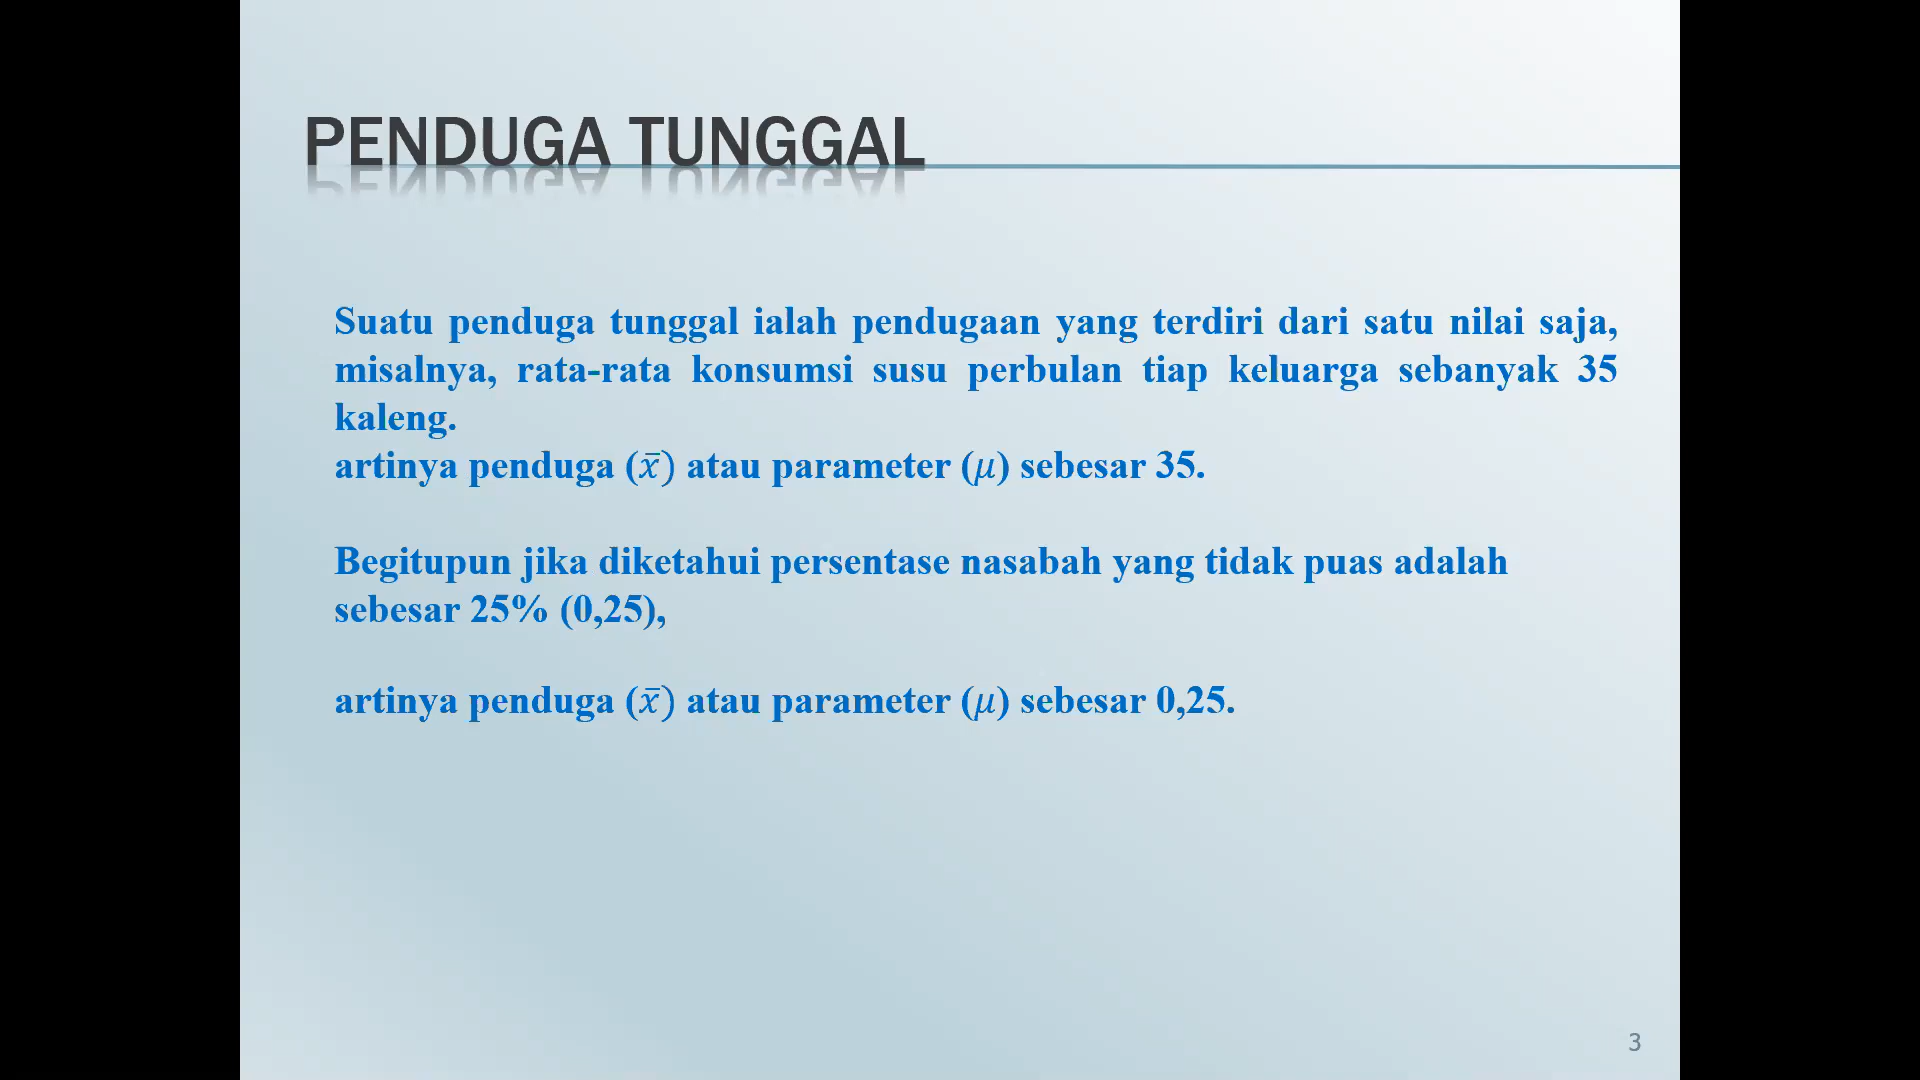 PENDUGA TUNGGAL
Suatu penduga tunggal ialah pendugaan yang terdiri dari satu nilai saja,
misalnya, rata-rata konsumsi susu perbulan tiap keluarga sebanyak 35
kaleng.
artinya penduga (x̄) atau parameter (μ) sebesar 35.
Begitupun jika diketahui persentase nasabah yang tidak puas adalah
sebesar 25% (0,25),
artinya penduga (x̄) atau parameter (μ) sebesar 0,25.
3